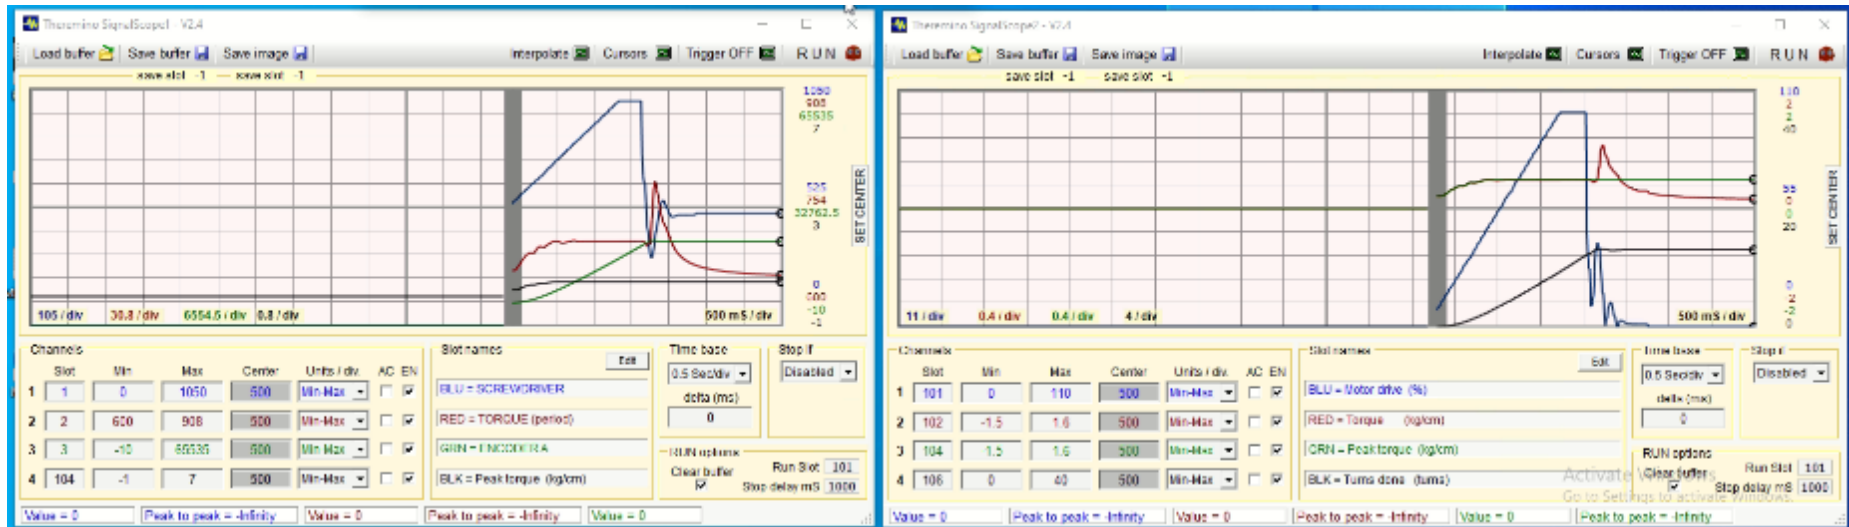 Theremino SignalScope1 - V2.4
Load buffer Save buffer Save image Interpolate Cursors Trigger OFF RUN
save slot -1 save slot -1
1050
908
65535
7
525
754
32762.5
3
SET CENTER
0
600
-10
-1
105 / div 30.8 / div 6554.5 / div 0.8 / div 500 mS / div
Channels
Slot Min Max Center Units / div. AC EN
1 1 0 1050 500 Min-Max
2 2 600 908 500 Min-Max
3 3 -10 65535 500 Min-Max
4 104 -1 7 500 Min-Max
Slot names Edit
BLU = SCREWDRIVER
RED = TORQUE (period)
GRN = ENCODER A
BLK = Peak torque (kg/cm)
Time base
0.5 Sec/div
delta (ms)
0
Stop if
Disabled
RUN options
Clear buffer Run Slot 101
Stop delay mS 1000
Value = 0 Peak to peak = -Infinity Value = 0 Peak to peak = -Infinity Value = 0
Theremino SignalScope2 - V2.4
Load buffer Save buffer Save image Interpolate Cursors Trigger OFF RUN
save slot -1 save slot -1
110
2
2
40
55
0
0
20
SET CENTER
0
-2
-2
0
11 / div 0.4 / div 0.4 / div 4 / div 500 mS / div
Channels
Slot Min Max Center Units / div. AC EN
1 101 0 110 500 Min-Max
2 102 -1.5 1.6 500 Min-Max
3 104 1.5 1.6 500 Min-Max
4 106 0 40 500 Min-Max
Slot names Edit
BLU = Motor drive (%)
RED = Torque (kg/cm)
GRN = Peak torque (kg/cm)
BLK = Turns done (turns)
Time base
0.5 Sec/div
delta (ms)
0
Stop if
Disabled
RUN options
Clear buffer Run Slot 101
Stop delay mS 1000
Activate Windows
Go to Settings to activate Windows.
Value = 0 Peak to peak = -Infinity Value = 0 Peak to peak = -Infinity Value = 0 Peak to peak = -Infinity